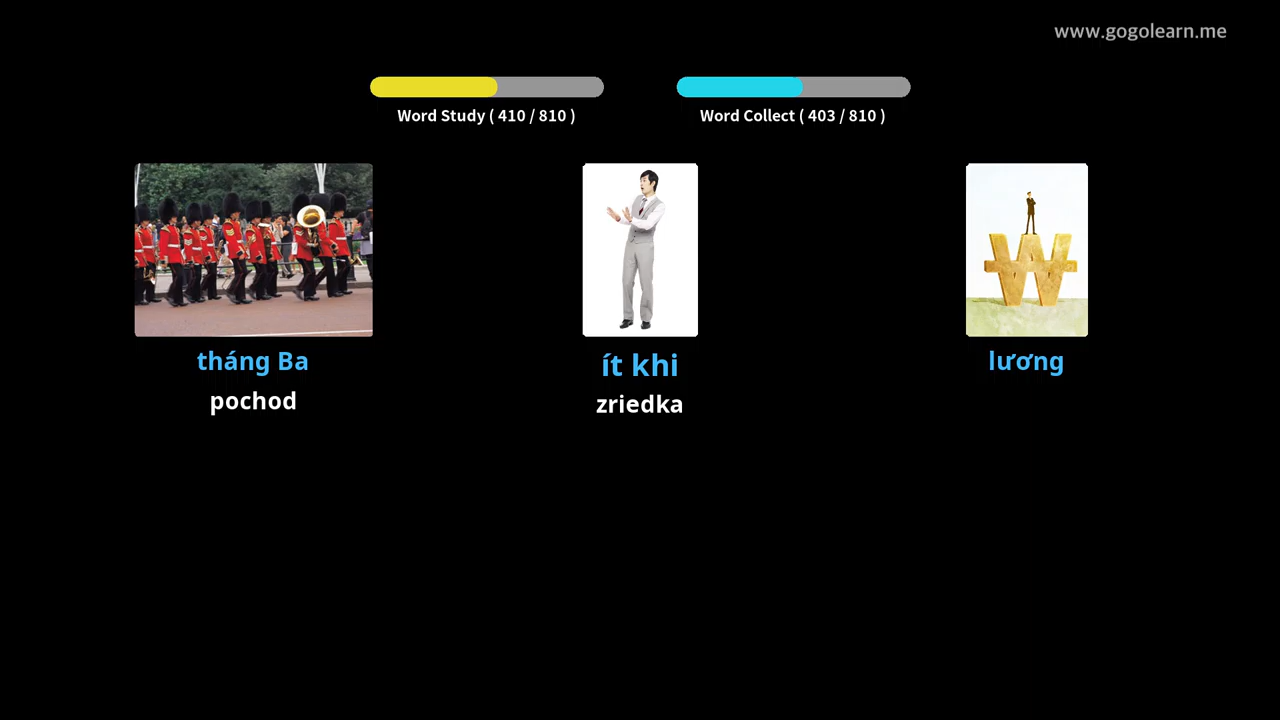 www.gogolearn.me
Word Study ( 410 / 810 )
Word Collect ( 403 / 810 )
tháng Ba
pochod
ít khi
zriedka
lương